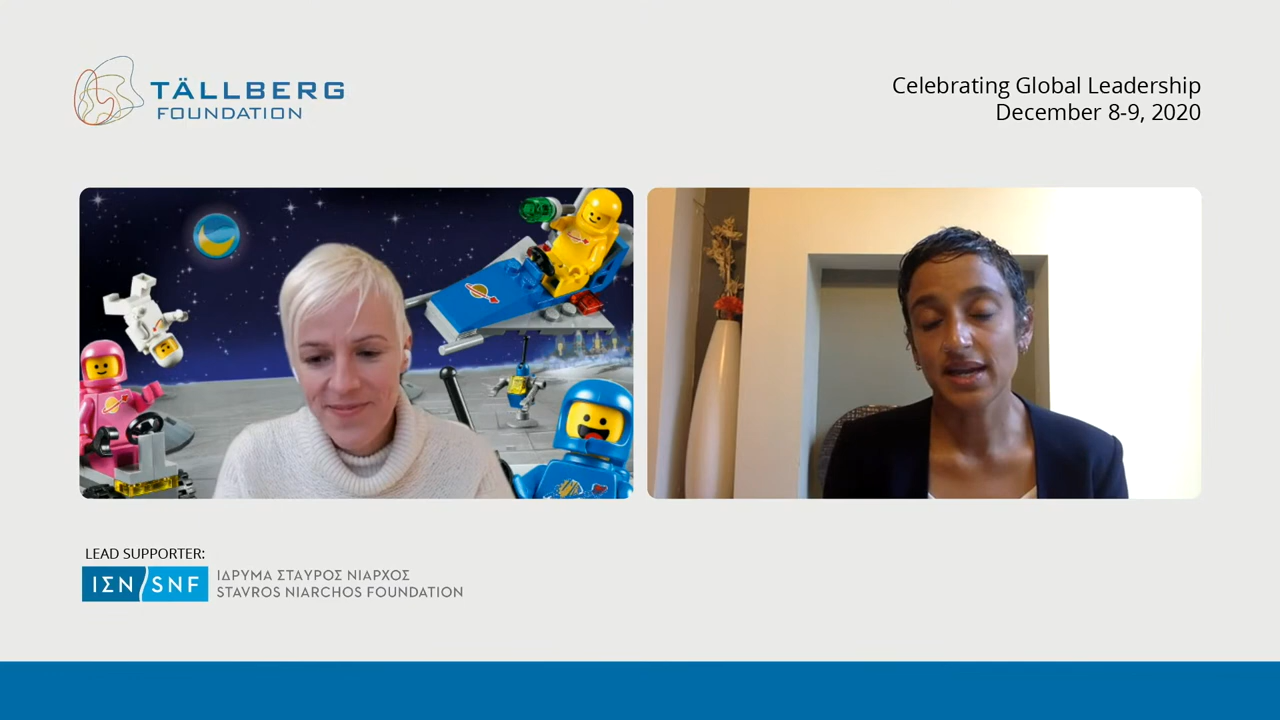 TÄLLBERG
FOUNDATION
Celebrating Global Leadership
December 8-9, 2020
LEAD SUPPORTER:
ΙΣΝ/SNF
ΙΔΡΥΜΑ ΣΤΑΥΡΟΣ ΝΙΑΡΧΟΣ
STAVROS NIARCHOS FOUNDATION